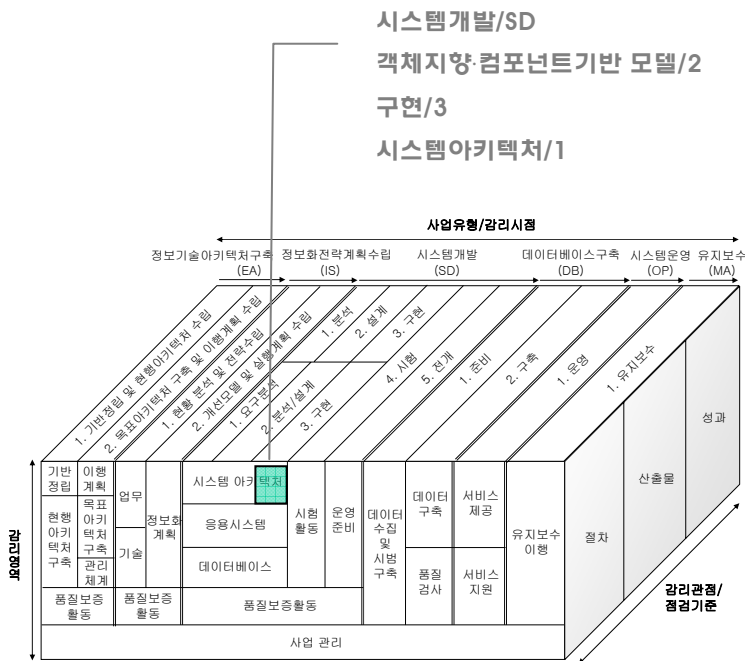 시스템개발/SD
객체지향·컴포넌트기반 모델/2
구현/3
시스템아키텍처/1
사업유형/감리시점
정보기술아키텍처구축
(EA)
정보화전략계획수립
(IS)
시스템개발
(SD)
데이터베이스구축
(DB)
시스템운영
(OP)
유지보수
(MA)
1. 기반정립 및 현행아키텍처 수립
2. 목표아키텍처 구축 및 이행계획 수립
1. 현황 분석 및 전략수립
2. 개선모델 및 실행계획 수립
1. 분석
2. 설계
3. 구현
1. 요구분석
2. 분석/설계
3. 구현
4. 시험
5. 전개
1. 준비
2. 구축
1. 운영
1. 유지보수
감리영역
기반
정립
이행
계획
현행
아키
텍처
구축
목표
아키
텍처
구축
관리
체계
업무
기술
정보화
계획
시스템 아키텍처
응용시스템
데이터베이스
시험
활동
운영
준비
데이터
수집
및
시범
구축
데이터
구축
품질
검사
서비스
제공
서비스
지원
유지보수
이행
품질보증
활동
품질보증
활동
품질보증활동
사업 관리
절차
산출물
성과
감리관점/
점검기준